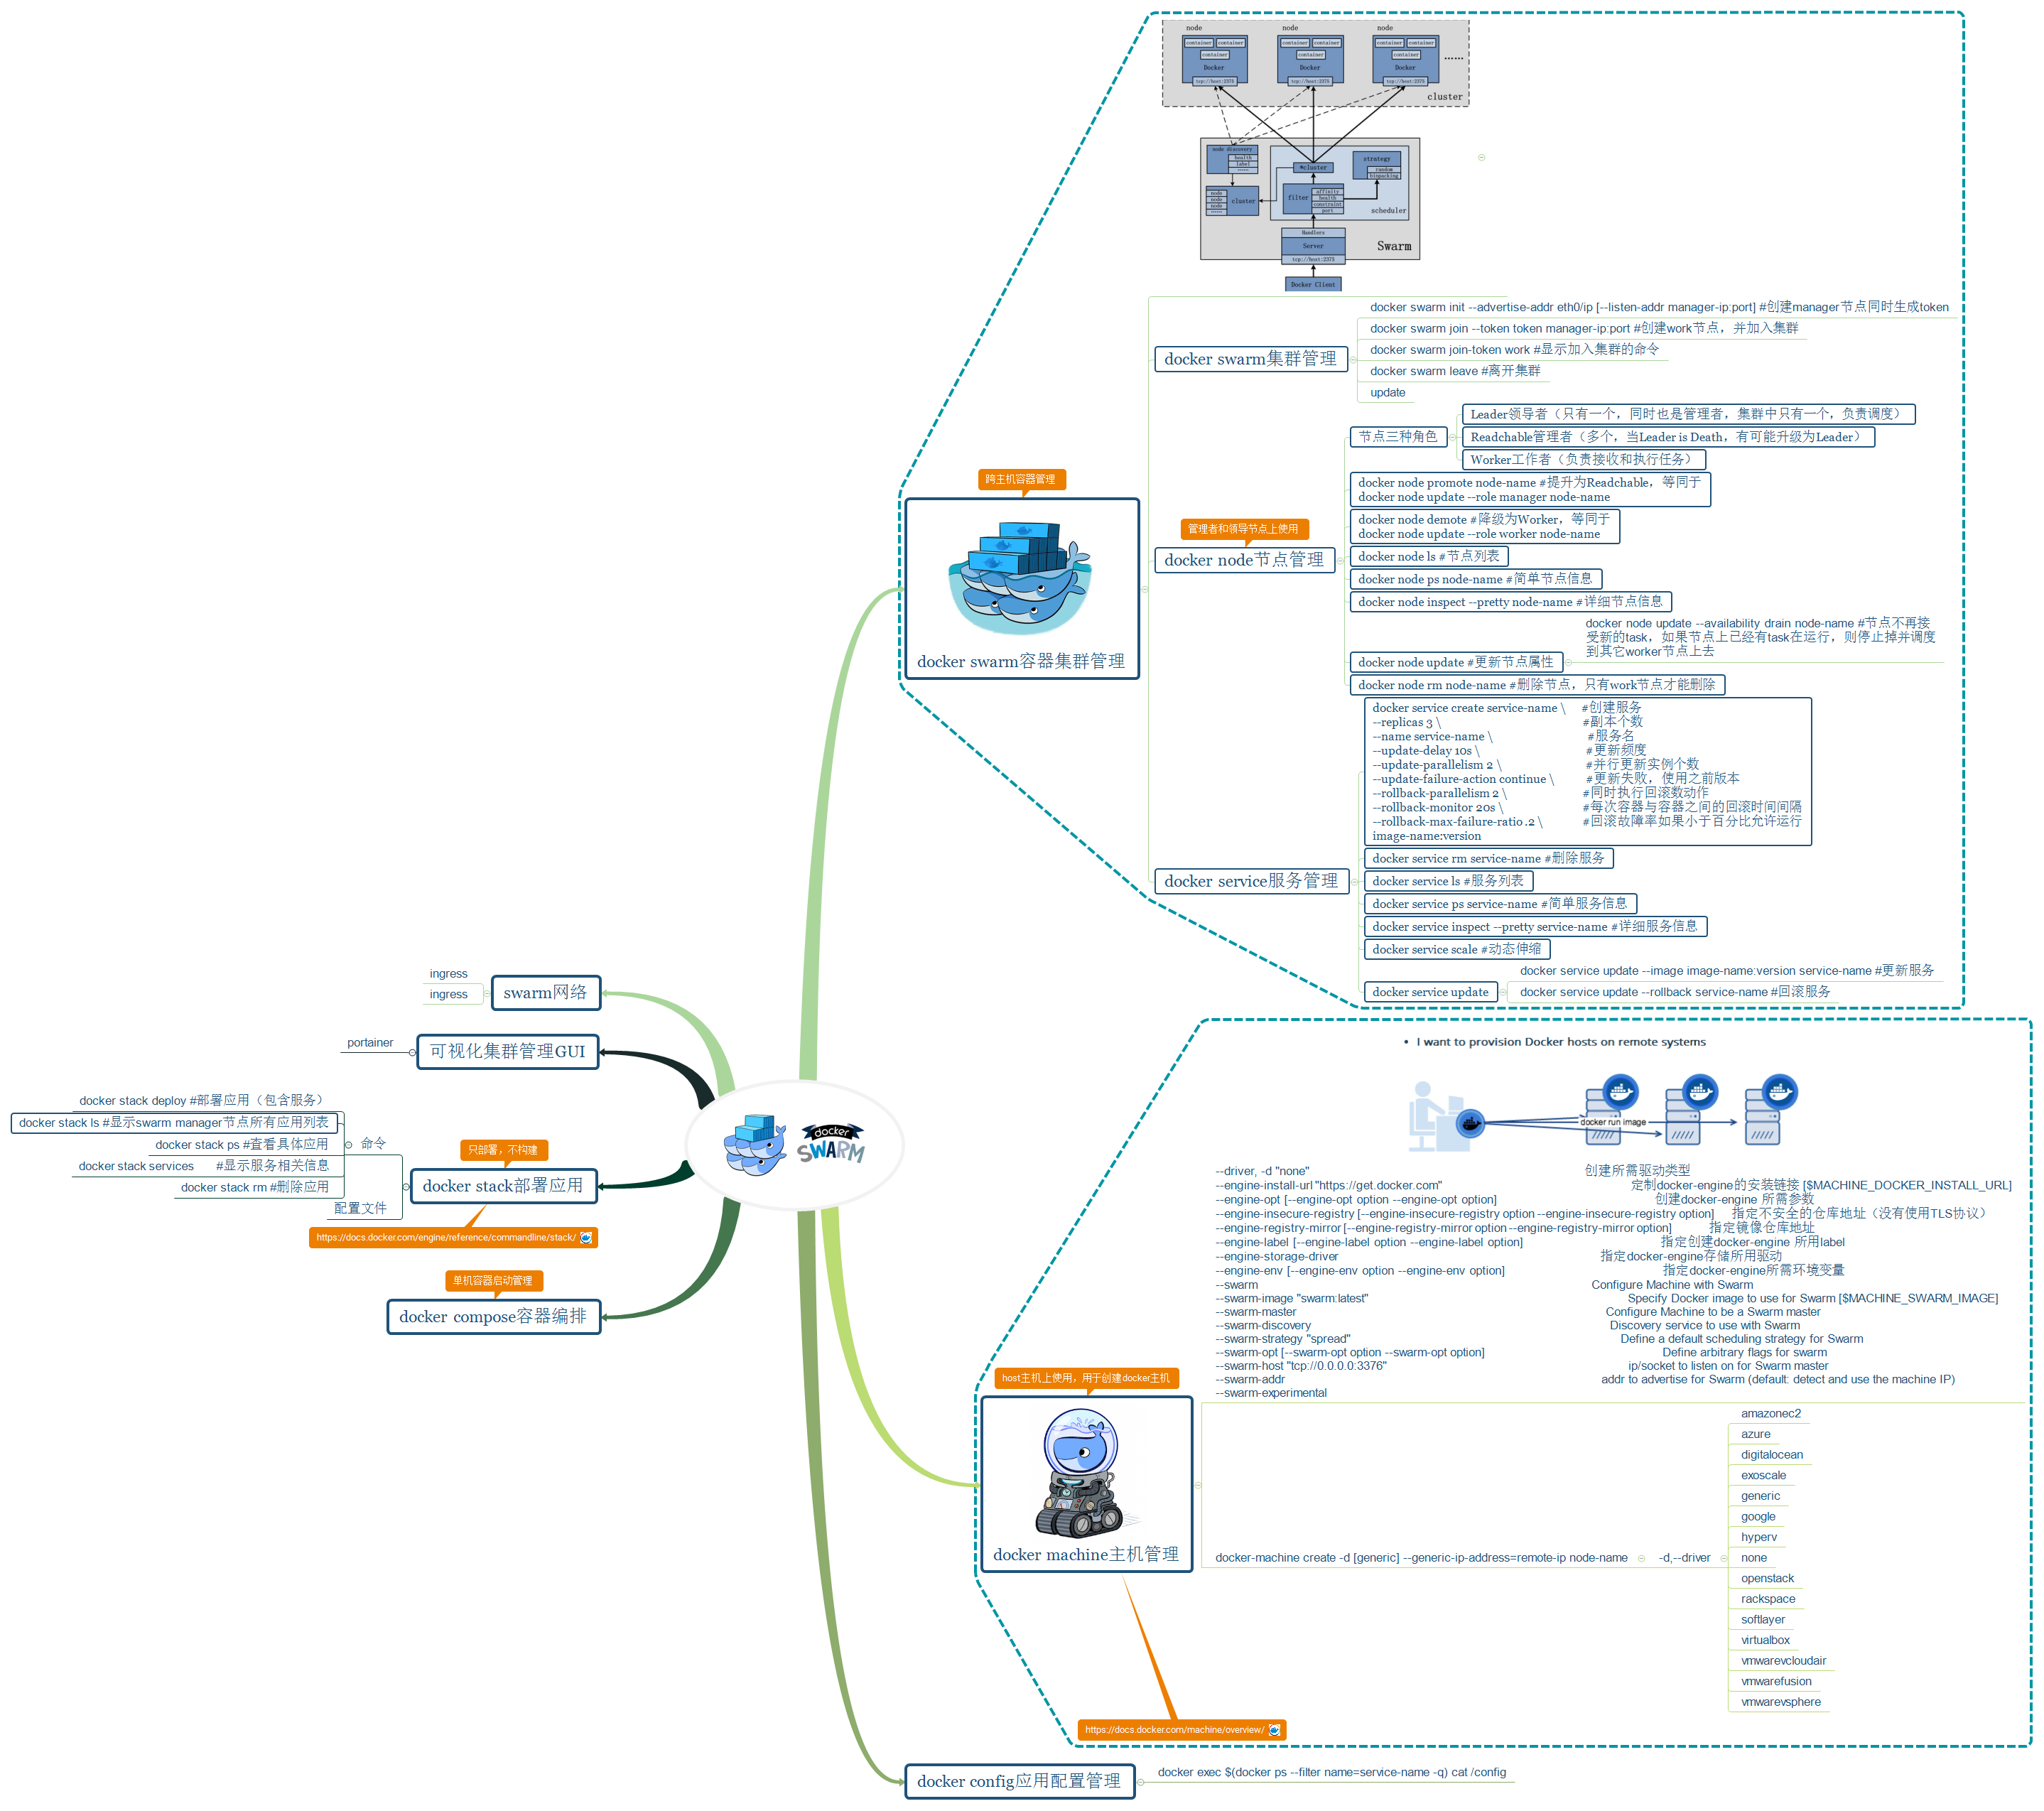 node
node
node
container container
container
Docker
tcp://host:2375
container container
container
Docker
tcp://host:2375
container container
container
Docker
tcp://host:2375
……
cluster
node discovery
health
label
……
node
node
node
……
cluster
*cluster
strategy
random
binpacking
filter
affinity
health
constraint
port
scheduler
Handlers
Server
tcp://host:2375
Swarm
Docker Client
跨主机容器管理
docker swarm容器集群管理
docker swarm集群管理
docker swarm init --advertise-addr eth0/ip [--listen-addr manager-ip:port] #创建manager节点同时生成token
docker swarm join --token token manager-ip:port #创建work节点，并加入集群
docker swarm join-token work #显示加入集群的命令
docker swarm leave #离开集群
update
管理者和领导节点上使用
docker node节点管理
节点三种角色
Leader领导者（只有一个，同时也是管理者，集群中只有一个，负责调度）
Readchable管理者（多个，当Leader is Death，有可能升级为Leader）
Worker工作者（负责接收和执行任务）
docker node promote node-name #提升为Readchable，等同于
docker node update --role manager node-name
docker node demote #降级为Worker，等同于
docker node update --role worker node-name
docker node ls #节点列表
docker node ps node-name #简单节点信息
docker node inspect --pretty node-name #详细节点信息
docker node update #更新节点属性
docker node update --availability drain node-name #节点不再接
受新的task，如果节点上已经有task在运行，则停止掉并调度
到其它worker节点上去
docker node rm node-name #删除节点，只有work节点才能删除
docker service服务管理
docker service create service-name \ #创建服务
--replicas 3 \ #副本个数
--name service-name \ #服务名
--update-delay 10s \ #更新频度
--update-parallelism 2 \ #并行更新实例个数
--update-failure-action continue \ #更新失败，使用之前版本
--rollback-parallelism 2 \ #同时执行回滚数动作
--rollback-monitor 20s \ #每次容器与容器之间的回滚时间间隔
--rollback-max-failure-ratio .2 \ #回滚故障率如果小于百分比允许运行
image-name:version
docker service rm service-name #删除服务
docker service ls #服务列表
docker service ps service-name #简单服务信息
docker service inspect --pretty service-name #详细服务信息
docker service scale #动态伸缩
docker service update
docker service update --image image-name:version service-name #更新服务
docker service update --rollback service-name #回滚服务
swarm网络
ingress
ingress
可视化集群管理GUI
portainer
只部署，不构建
docker stack部署应用
命令
docker stack deploy #部署应用（包含服务）
docker stack ls #显示swarm manager节点所有应用列表
docker stack ps #查看具体应用
docker stack services #显示服务相关信息
docker stack rm #删除应用
配置文件
https://docs.docker.com/engine/reference/commandline/stack/
单机容器启动管理
docker compose容器编排
docker
SWARM
• I want to provision Docker hosts on remote systems
docker run image
--driver, -d "none" 创建所需驱动类型
--engine-install-url "https://get.docker.com" 定制docker-engine的安装链接 [$MACHINE_DOCKER_INSTALL_URL]
--engine-opt [--engine-opt option --engine-opt option] 创建docker-engine 所需参数
--engine-insecure-registry [--engine-insecure-registry option --engine-insecure-registry option] 指定不安全的仓库地址（没有使用TLS协议）
--engine-registry-mirror [--engine-registry-mirror option --engine-registry-mirror option] 指定镜像仓库地址
--engine-label [--engine-label option --engine-label option] 指定创建docker-engine 所用label
--engine-storage-driver 指定docker-engine存储所用驱动
--engine-env [--engine-env option --engine-env option] 指定docker-engine所需环境变量
--swarm Configure Machine with Swarm
--swarm-image "swarm:latest" Specify Docker image to use for Swarm [$MACHINE_SWARM_IMAGE]
--swarm-master Configure Machine to be a Swarm master
--swarm-discovery Discovery service to use with Swarm
--swarm-strategy "spread" Define a default scheduling strategy for Swarm
--swarm-opt [--swarm-opt option --swarm-opt option] Define arbitrary flags for swarm
--swarm-host "tcp://0.0.0.0:3376" ip/socket to listen on for Swarm master
--swarm-addr addr to advertise for Swarm (default: detect and use the machine IP)
--swarm-experimental
host主机上使用，用于创建docker主机
docker machine主机管理
docker-machine create -d [generic] --generic-ip-address=remote-ip node-name
-d,--driver
amazonec2
azure
digitalocean
exoscale
generic
google
hyperv
none
openstack
rackspace
softlayer
virtualbox
vmwarevcloudair
vmwarefusion
vmwarevsphere
https://docs.docker.com/machine/overview/
docker config应用配置管理
docker exec $(docker ps --filter name=service-name -q) cat /config